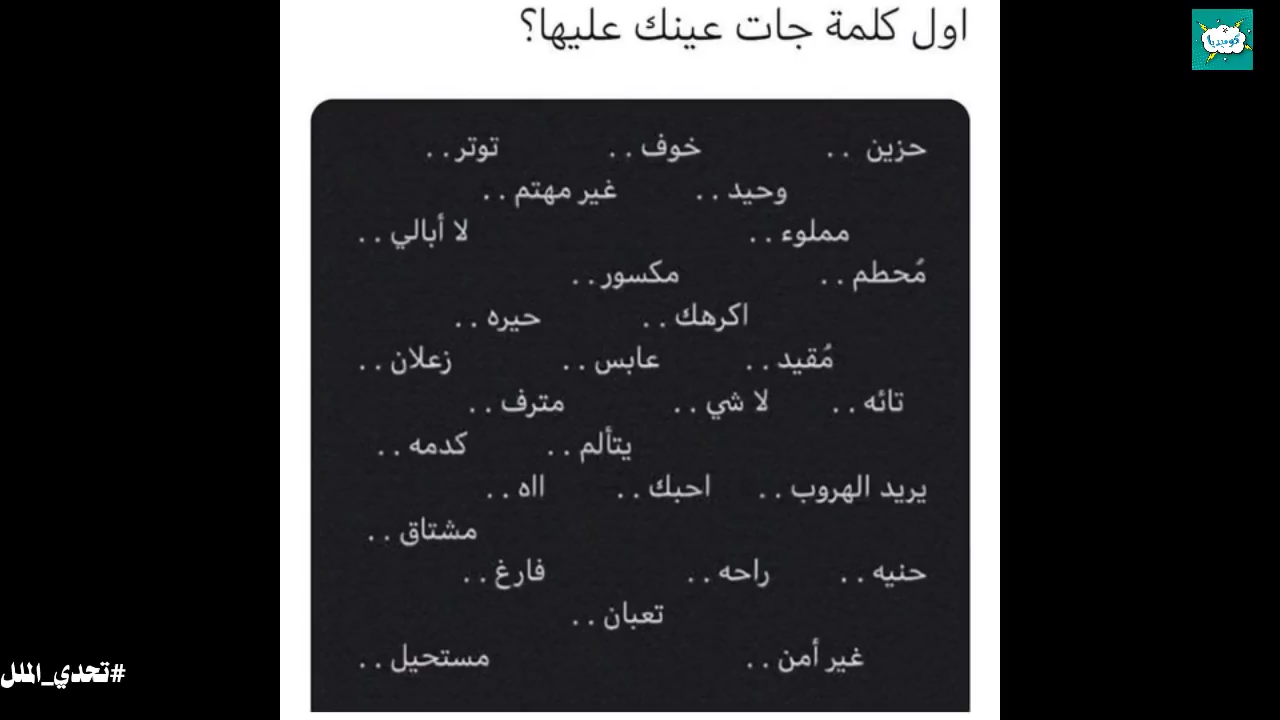 اول كلمة جات عينك عليها؟
كوميديا
حزين .. خوف .. توتر ..
وحيد .. غير مهتم ..
مملوء .. لا أبالي ..
مُحطم .. مكسور ..
اكرهك .. حيره ..
مُقيد .. عابس .. زعلان ..
تائه .. لا شي .. مترف ..
يتألم .. كدمه ..
يريد الهروب .. احبك .. ااه ..
مشتاق ..
حنيه .. راحه .. فارغ ..
تعبان ..
غير أمن .. مستحيل ..
#تحدي_الملل